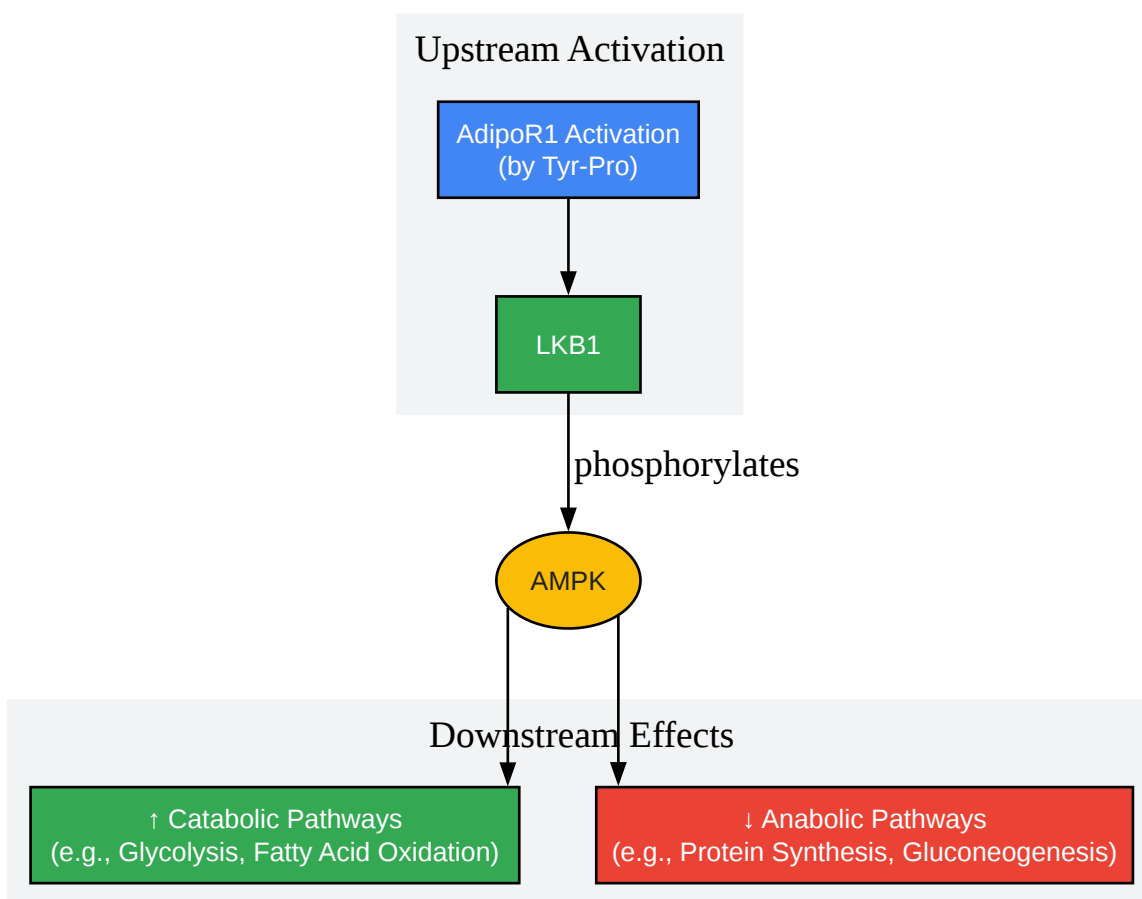 Upstream Activation
AdipoR1 Activation
(by Tyr-Pro)
LKB1
phosphorylates
AMPK
Downstream Effects
↑ Catabolic Pathways
(e.g., Glycolysis, Fatty Acid Oxidation)
↓ Anabolic Pathways
(e.g., Protein Synthesis, Gluconeogenesis)